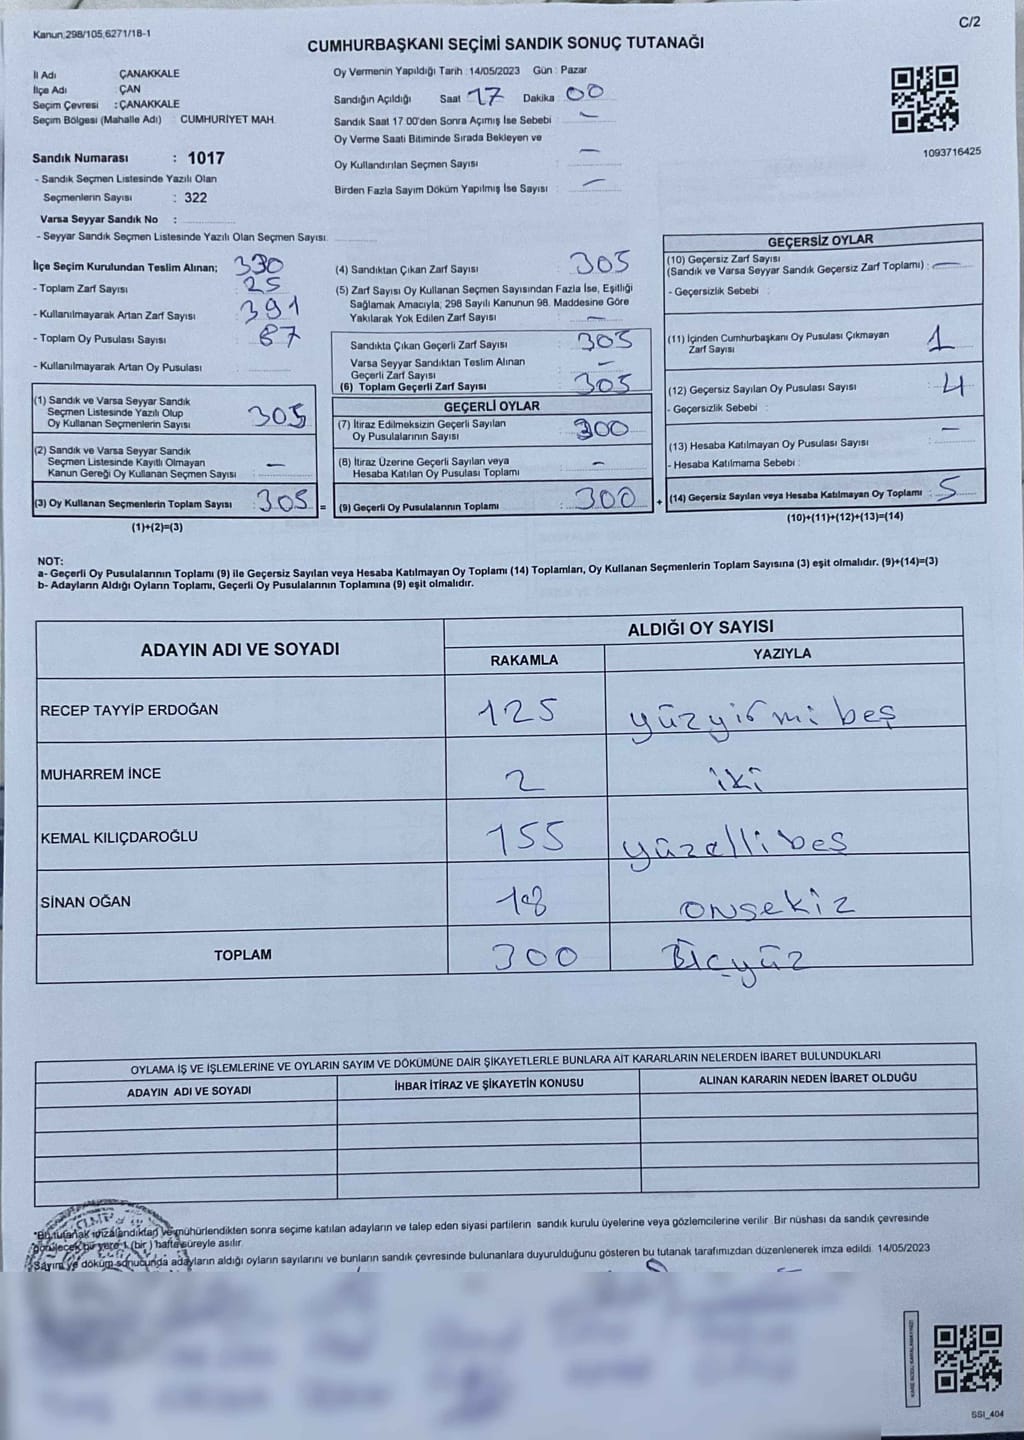 Kanun:298/105,6271/18-1
C/2
CUMHURBAŞKANI SEÇİMİ SANDIK SONUÇ TUTANAĞI
İl Adı ÇANAKKALE
İlçe Adı : ÇAN
Seçim Çevresi : ÇANAKKALE
Seçim Bölgesi (Mahalle Adı) CUMHURİYET MAH.
Sandık Numarası : 1017
- Sandık Seçmen Listesinde Yazılı Olan
Seçmenlerin Sayısı : 322
Varsa Seyyar Sandık No :
- Seyyar Sandık Seçmen Listesinde Yazılı Olan Seçmen Sayısı:
Oy Vermenin Yapıldığı Tarih : 14/05/2023 Gün : Pazar
Sandığın Açıldığı Saat 17 Dakika 00
Sandık Saat 17.00'den Sonra Açımış İse Sebebi : -
Oy Verme Saati Bitiminde Sırada Bekleyen ve
Oy Kullandırılan Seçmen Sayısı -
Birden Fazla Sayım Döküm Yapılmış İse Sayısı : -
1093716425
İlçe Seçim Kurulundan Teslim Alınan; 330
- Toplam Zarf Sayısı 25
- Kullanılmayarak Artan Zarf Sayısı 391
- Toplam Oy Pusulası Sayısı 87
- Kullanılmayarak Artan Oy Pusulası
(1) Sandık ve Varsa Seyyar Sandık
Seçmen Listesinde Yazılı Olup
Oy Kullanan Seçmenlerin Sayısı 305
(2) Sandık ve Varsa Seyyar Sandık
Seçmen Listesinde Kayıtlı Olmayan
Kanun Gereği Oy Kullanan Seçmen Sayısı : -
(3) Oy Kullanan Seçmenlerin Toplam Sayısı : 305 =
(1)+(2)=(3)
(4) Sandıktan Çıkan Zarf Sayısı 305
(5) Zarf Sayısı Oy Kullanan Seçmen Sayısından Fazla İse, Eşitliği
Sağlamak Amacıyla, 298 Sayılı Kanunun 98. Maddesine Göre
Yakılarak Yok Edilen Zarf Sayısı -
Sandıkta Çıkan Geçerli Zarf Sayısı 305
Varsa Seyyar Sandıktan Teslim Alınan
Geçerli Zarf Sayısı -
(6) Toplam Geçerli Zarf Sayısı 305
GEÇERLİ OYLAR
(7) İtiraz Edilmeksizin Geçerli Sayılan
Oy Pusulalarının Sayısı 300
(8) İtiraz Üzerine Geçerli Sayılan veya
Hesaba Katılan Oy Pusulası Toplamı -
(9) Geçerli Oy Pusulalarının Toplamı : 300 +
GEÇERSİZ OYLAR
(10) Geçersiz Zarf Sayısı
(Sandık ve Varsa Seyyar Sandık Geçersiz Zarf Toplamı) : -
- Geçersizlik Sebebi :
(11) İçinden Cumhurbaşkanı Oy Pusulası Çıkmayan
Zarf Sayısı 1
(12) Geçersiz Sayılan Oy Pusulası Sayısı 4
- Geçersizlik Sebebi :
(13) Hesaba Katılmayan Oy Pusulası Sayısı -
- Hesaba Katılmama Sebebi :
(14) Geçersiz Sayılan veya Hesaba Katılmayan Oy Toplamı : 5
(10)+(11)+(12)+(13)=(14)
NOT:
a- Geçerli Oy Pusulalarının Toplamı (9) ile Geçersiz Sayılan veya Hesaba Katılmayan Oy Toplamı (14) Toplamları, Oy Kullanan Seçmenlerin Toplam Sayısına (3) eşit olmalıdır. (9)+(14)=(3)
b- Adayların Aldığı Oyların Toplamı, Geçerli Oy Pusulalarının Toplamına (9) eşit olmalıdır.
ADAYIN ADI VE SOYADI
ALDIĞI OY SAYISI
RAKAMLA YAZIYLA
RECEP TAYYİP ERDOĞAN 125 yüzyirmi beş
MUHARREM İNCE 2 iki
KEMAL KILIÇDAROĞLU 155 yüzelli beş
SİNAN OĞAN 18 onsekiz
TOPLAM 300 Üçyüz
OYLAMA İŞ VE İŞLEMLERİNE VE OYLARIN SAYIM VE DÖKÜMÜNE DAİR ŞİKAYETLERLE BUNLARA AİT KARARLARIN NELERDEN İBARET BULUNDUKLARI
ADAYIN ADI VE SOYADI İHBAR İTİRAZ VE ŞİKAYETİN KONUSU ALINAN KARARIN NEDEN İBARET OLDUĞU
*Bu tutanak imzalandıktan ve mühürlendikten sonra seçime katılan adayların ve talep eden siyasi partilerin sandık kurulu üyelerine veya gözlemcilerine verilir. Bir nüshası da sandık çevresinde
görülecek bir yere 1 (bir) hafta süreyle asılır.
*Sayım ve döküm sonucunda adayların aldığı oyların sayılarını ve bunların sandık çevresinde bulunanlara duyurulduğunu gösteren bu tutanak tarafımızdan düzenlenerek imza edildi. 14/05/2023
SSI_404